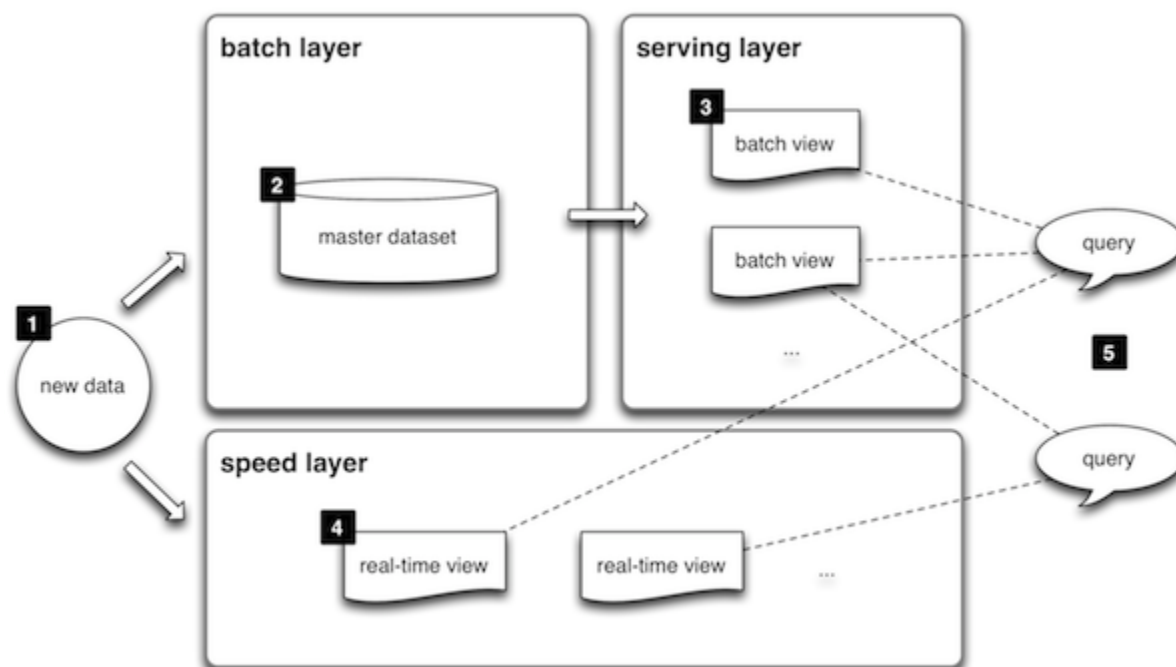 batch layer
serving layer
3
batch view
2
master dataset
batch view
query
1
new data
...
5
speed layer
query
4
real-time view
real-time view
...